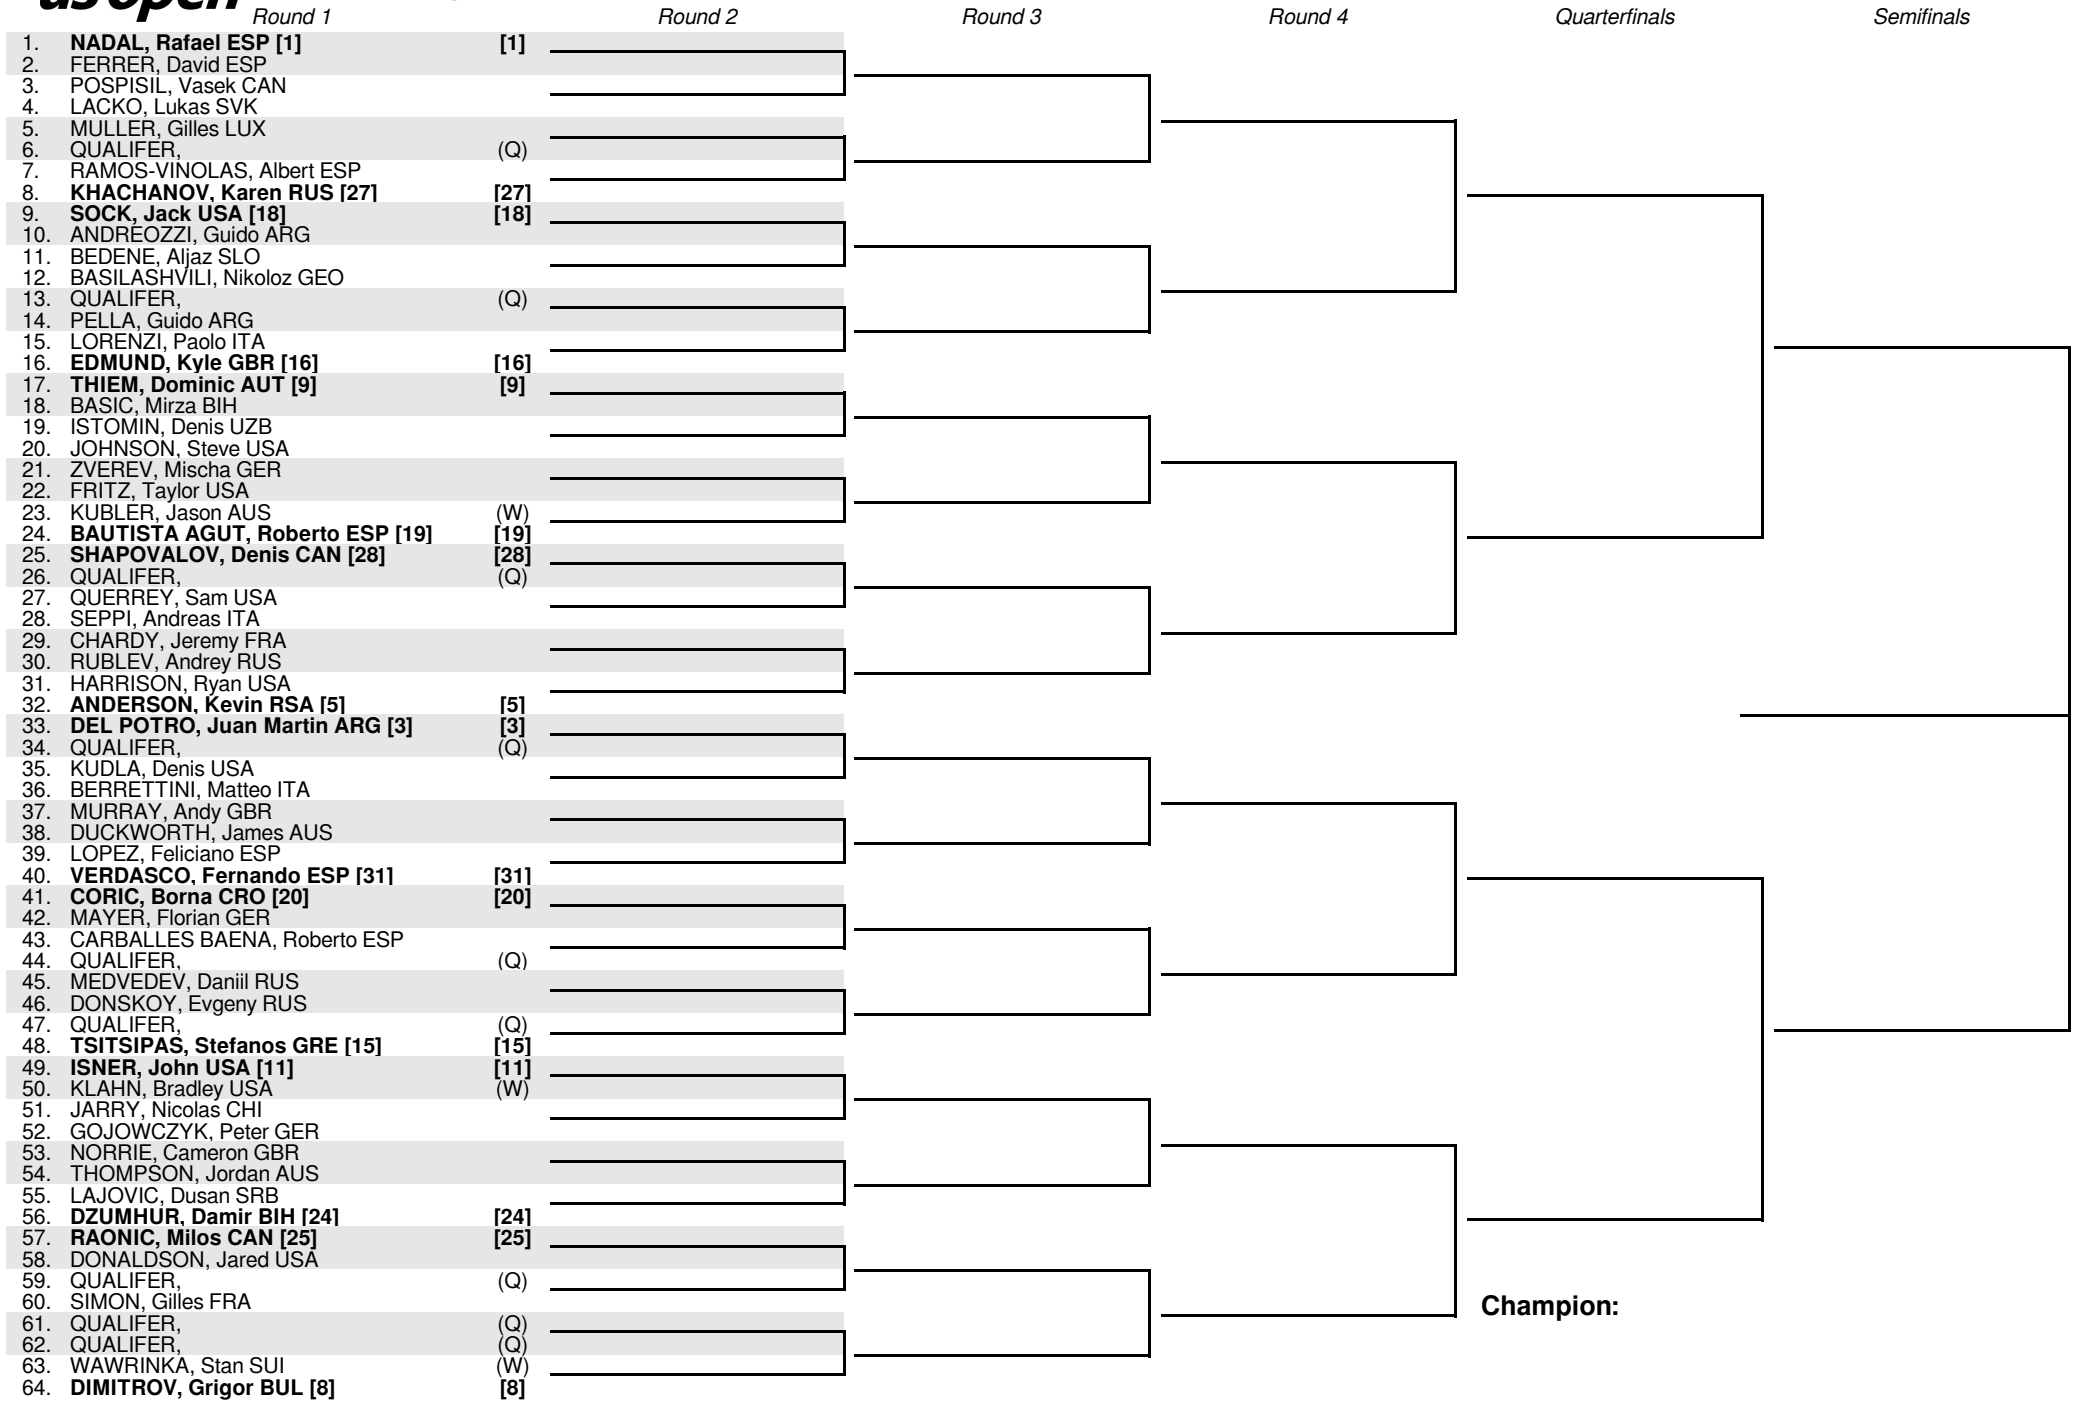 us open
Round 1 Round 2 Round 3 Round 4 Quarterfinals Semifinals
1. NADAL, Rafael ESP [1] [1]
2. FERRER, David ESP
3. POSPISIL, Vasek CAN
4. LACKO, Lukas SVK
5. MULLER, Gilles LUX
6. QUALIFER, (Q)
7. RAMOS-VINOLAS, Albert ESP
8. KHACHANOV, Karen RUS [27] [27]
9. SOCK, Jack USA [18] [18]
10. ANDREOZZI, Guido ARG
11. BEDENE, Aljaz SLO
12. BASILASHVILI, Nikoloz GEO
13. QUALIFER, (Q)
14. PELLA, Guido ARG
15. LORENZI, Paolo ITA
16. EDMUND, Kyle GBR [16] [16]
17. THIEM, Dominic AUT [9] [9]
18. BASIC, Mirza BIH
19. ISTOMIN, Denis UZB
20. JOHNSON, Steve USA
21. ZVEREV, Mischa GER
22. FRITZ, Taylor USA
23. KUBLER, Jason AUS (W)
24. BAUTISTA AGUT, Roberto ESP [19] [19]
25. SHAPOVALOV, Denis CAN [28] [28]
26. QUALIFER, (Q)
27. QUERREY, Sam USA
28. SEPPI, Andreas ITA
29. CHARDY, Jeremy FRA
30. RUBLEV, Andrey RUS
31. HARRISON, Ryan USA
32. ANDERSON, Kevin RSA [5] [5]
33. DEL POTRO, Juan Martin ARG [3] [3]
34. QUALIFER, (Q)
35. KUDLA, Denis USA
36. BERRETTINI, Matteo ITA
37. MURRAY, Andy GBR
38. DUCKWORTH, James AUS
39. LOPEZ, Feliciano ESP
40. VERDASCO, Fernando ESP [31] [31]
41. CORIC, Borna CRO [20] [20]
42. MAYER, Florian GER
43. CARBALLES BAENA, Roberto ESP
44. QUALIFER, (Q)
45. MEDVEDEV, Daniil RUS
46. DONSKOY, Evgeny RUS
47. QUALIFER, (Q)
48. TSITSIPAS, Stefanos GRE [15] [15]
49. ISNER, John USA [11] [11]
50. KLAHN, Bradley USA (W)
51. JARRY, Nicolas CHI
52. GOJOWCZYK, Peter GER
53. NORRIE, Cameron GBR
54. THOMPSON, Jordan AUS
55. LAJOVIC, Dusan SRB
56. DZUMHUR, Damir BIH [24] [24]
57. RAONIC, Milos CAN [25] [25]
58. DONALDSON, Jared USA
59. QUALIFER, (Q)
60. SIMON, Gilles FRA
61. QUALIFER, (Q)
62. QUALIFER, (Q)
63. WAWRINKA, Stan SUI (W)
64. DIMITROV, Grigor BUL [8] [8]
Champion: